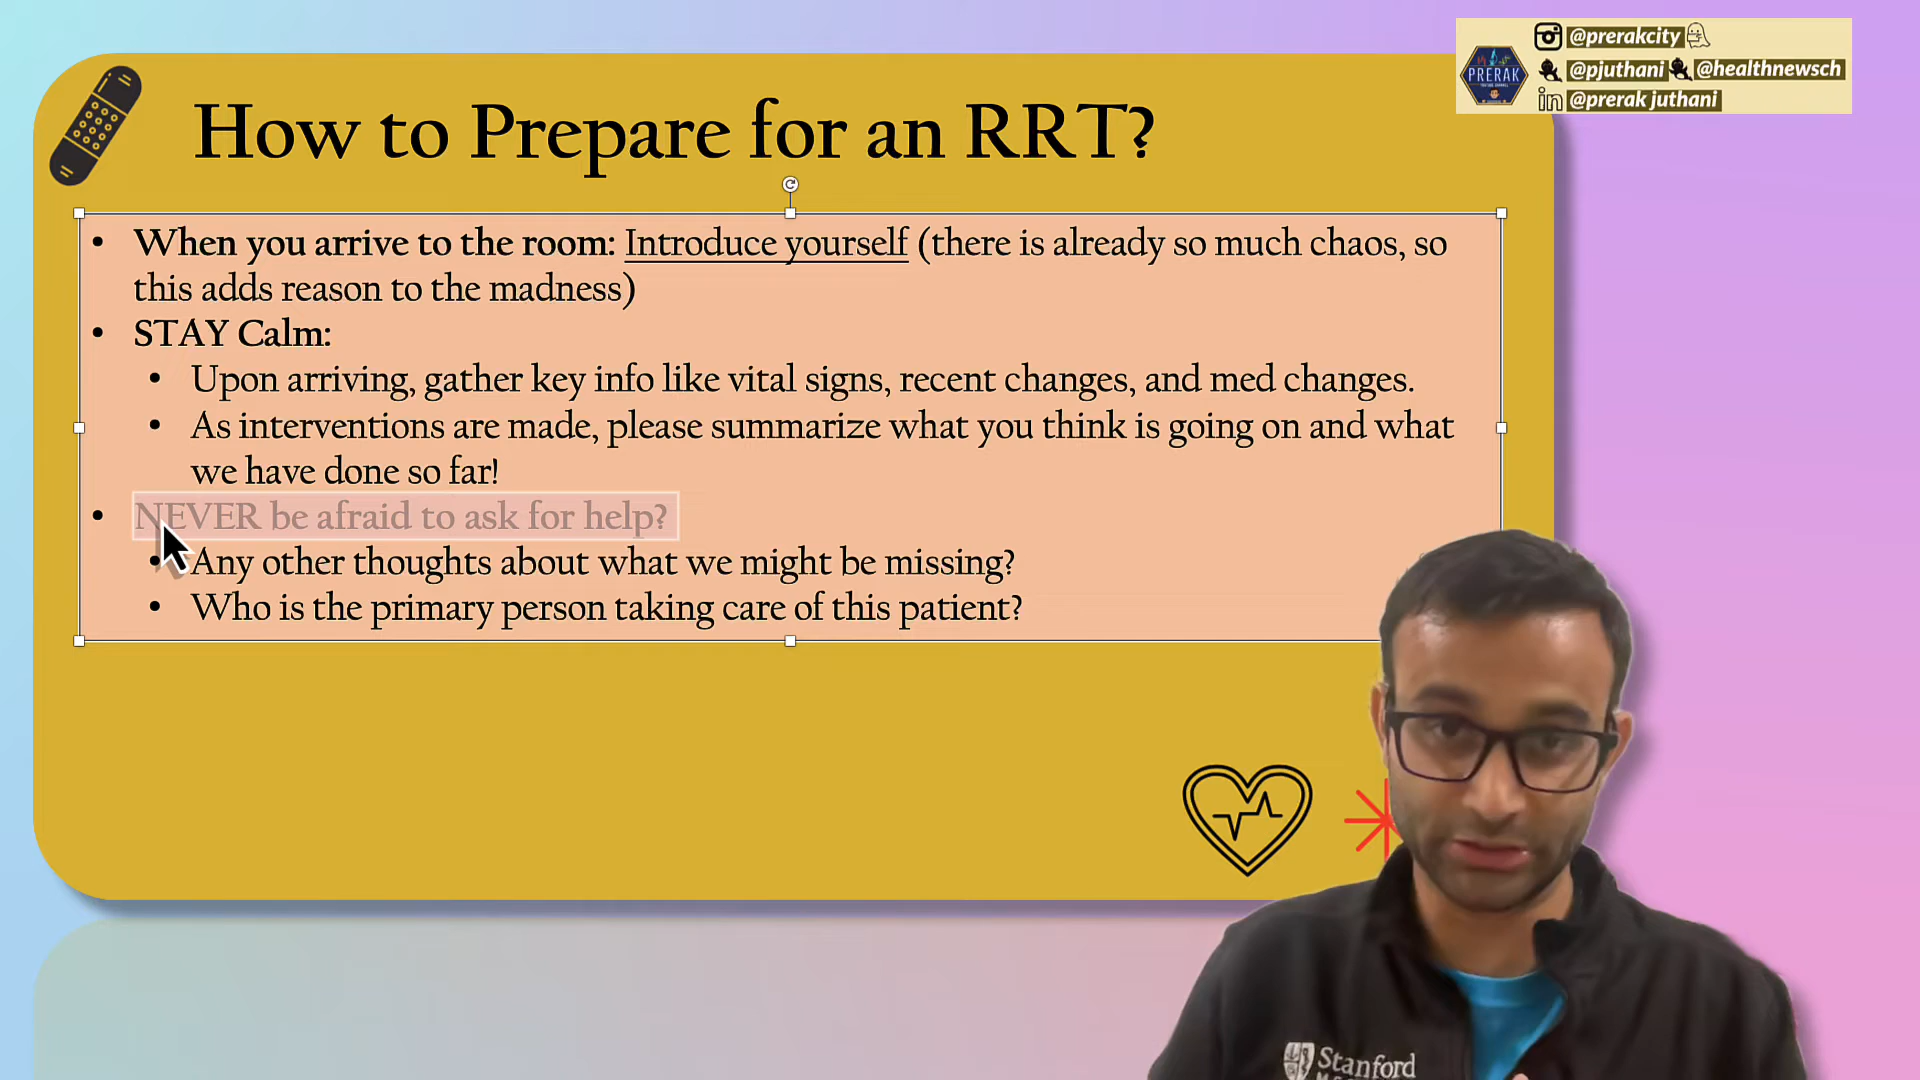 @prerakcity
@pjuthani @healthnewsch
@prerak juthani
PRERAK
How to Prepare for an RRT?
• When you arrive to the room: Introduce yourself (there is already so much chaos, so
this adds reason to the madness)
• STAY Calm:
• Upon arriving, gather key info like vital signs, recent changes, and med changes.
• As interventions are made, please summarize what you think is going on and what
we have done so far!
• NEVER be afraid to ask for help?
• Any other thoughts about what we might be missing?
• Who is the primary person taking care of this patient?
Stanford